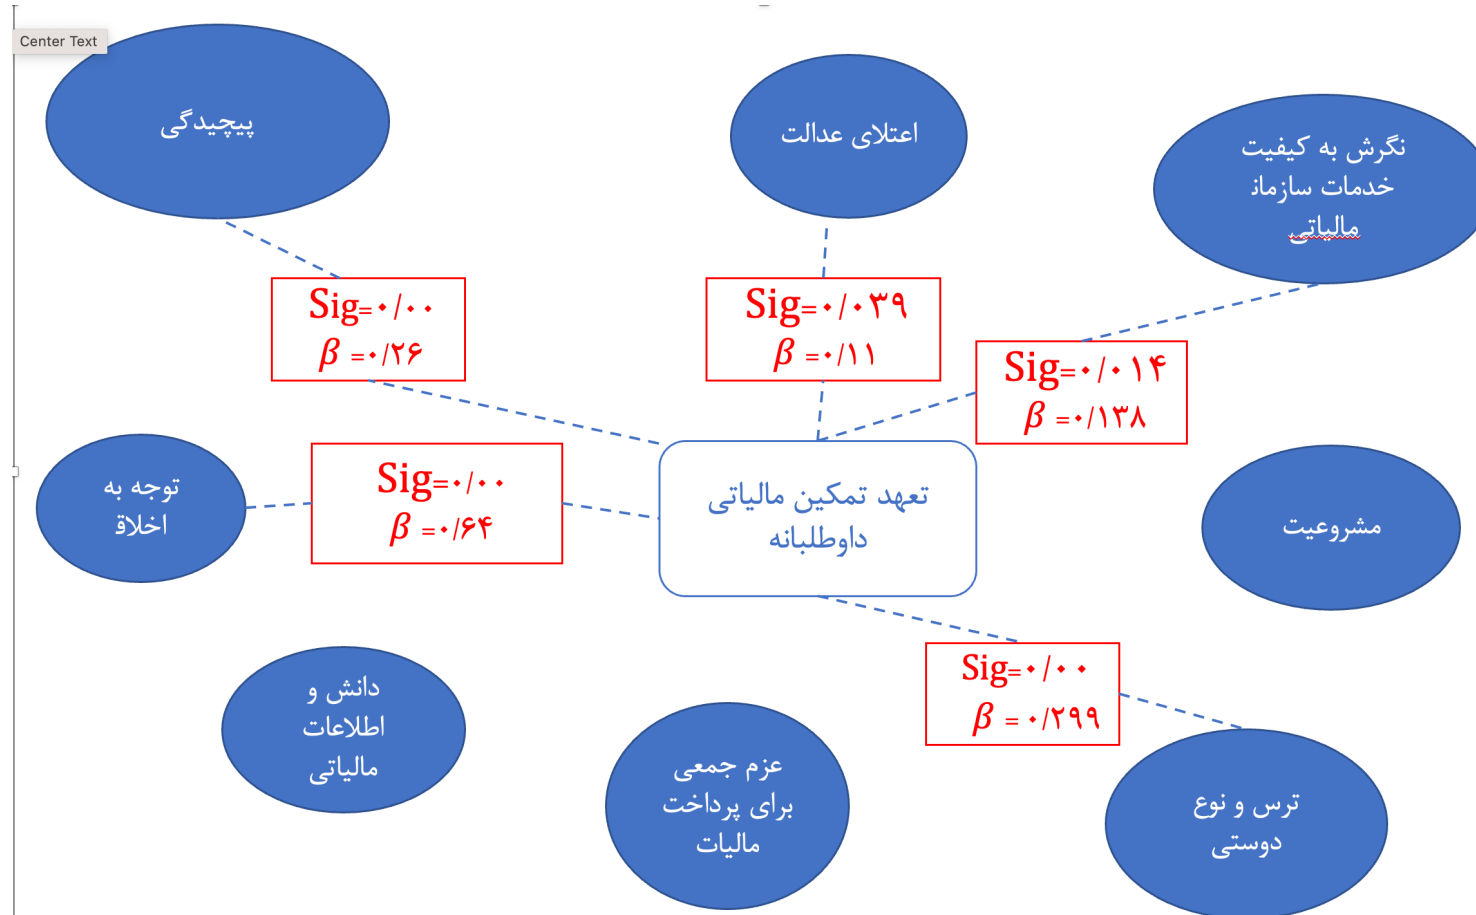 Center Text
پیچیدگی
اعتلای عدالت
نگرش به کیفیت
خدمات سازمان
مالیاتی
Sig=۰/۰۰
β =۰/۲۶
Sig=۰/۰۳۹
β =۰/۱۱
Sig=۰/۰۱۴
β =۰/۱۳۸
توجه به
اخلاق
Sig=۰/۰۰
β =۰/۶۴
تعهد تمکین مالیاتی
داوطلبانه
مشروعیت
Sig=۰/۰۰
β = ۰/۲۹۹
دانش و
اطلاعات
مالیاتی
عزم جمعی
برای پرداخت
مالیات
ترس و نوع
دوستی